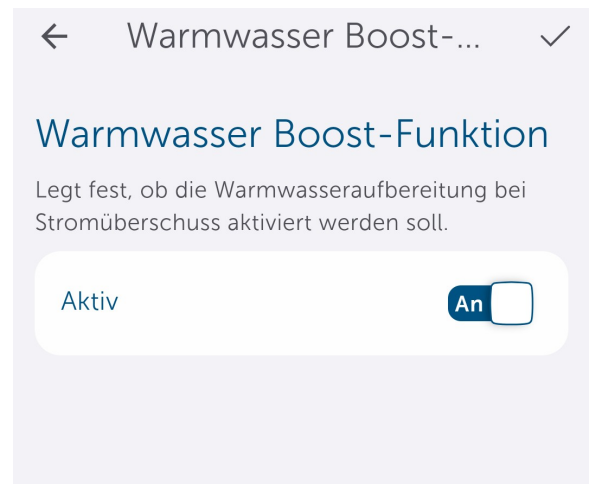 Warmwasser Boost-...
Warmwasser Boost-Funktion
Legt fest, ob die Warmwasseraufbereitung bei
Stromüberschuss aktiviert werden soll.
Aktiv An